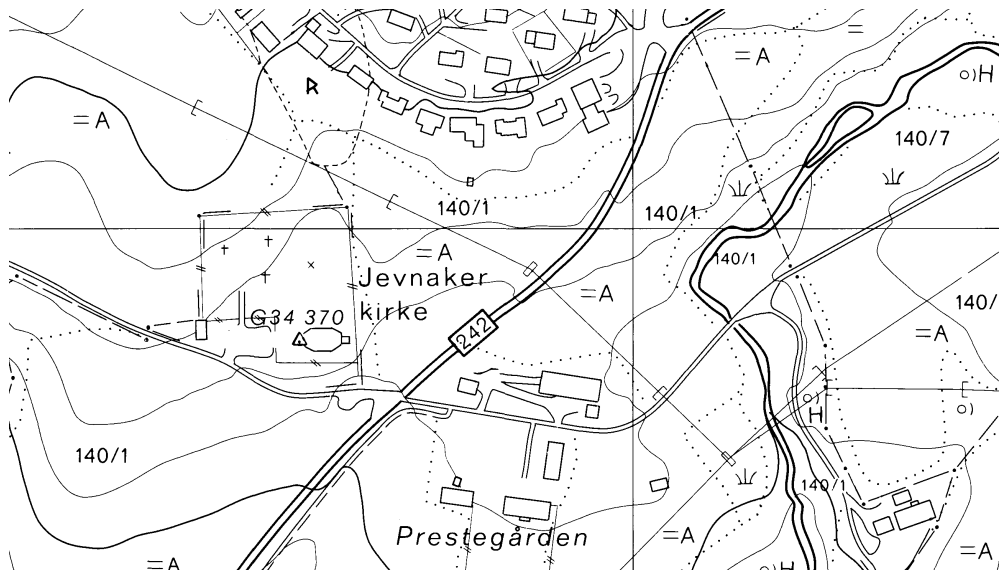 =A
=
H
R
=A
140/7
140/1
140/1
140/1
=A
Jevnaker
kirke
=A
140/
G34 370
242
=A
H
140/1
140/1
=A
Prestegården
=A
=A
H